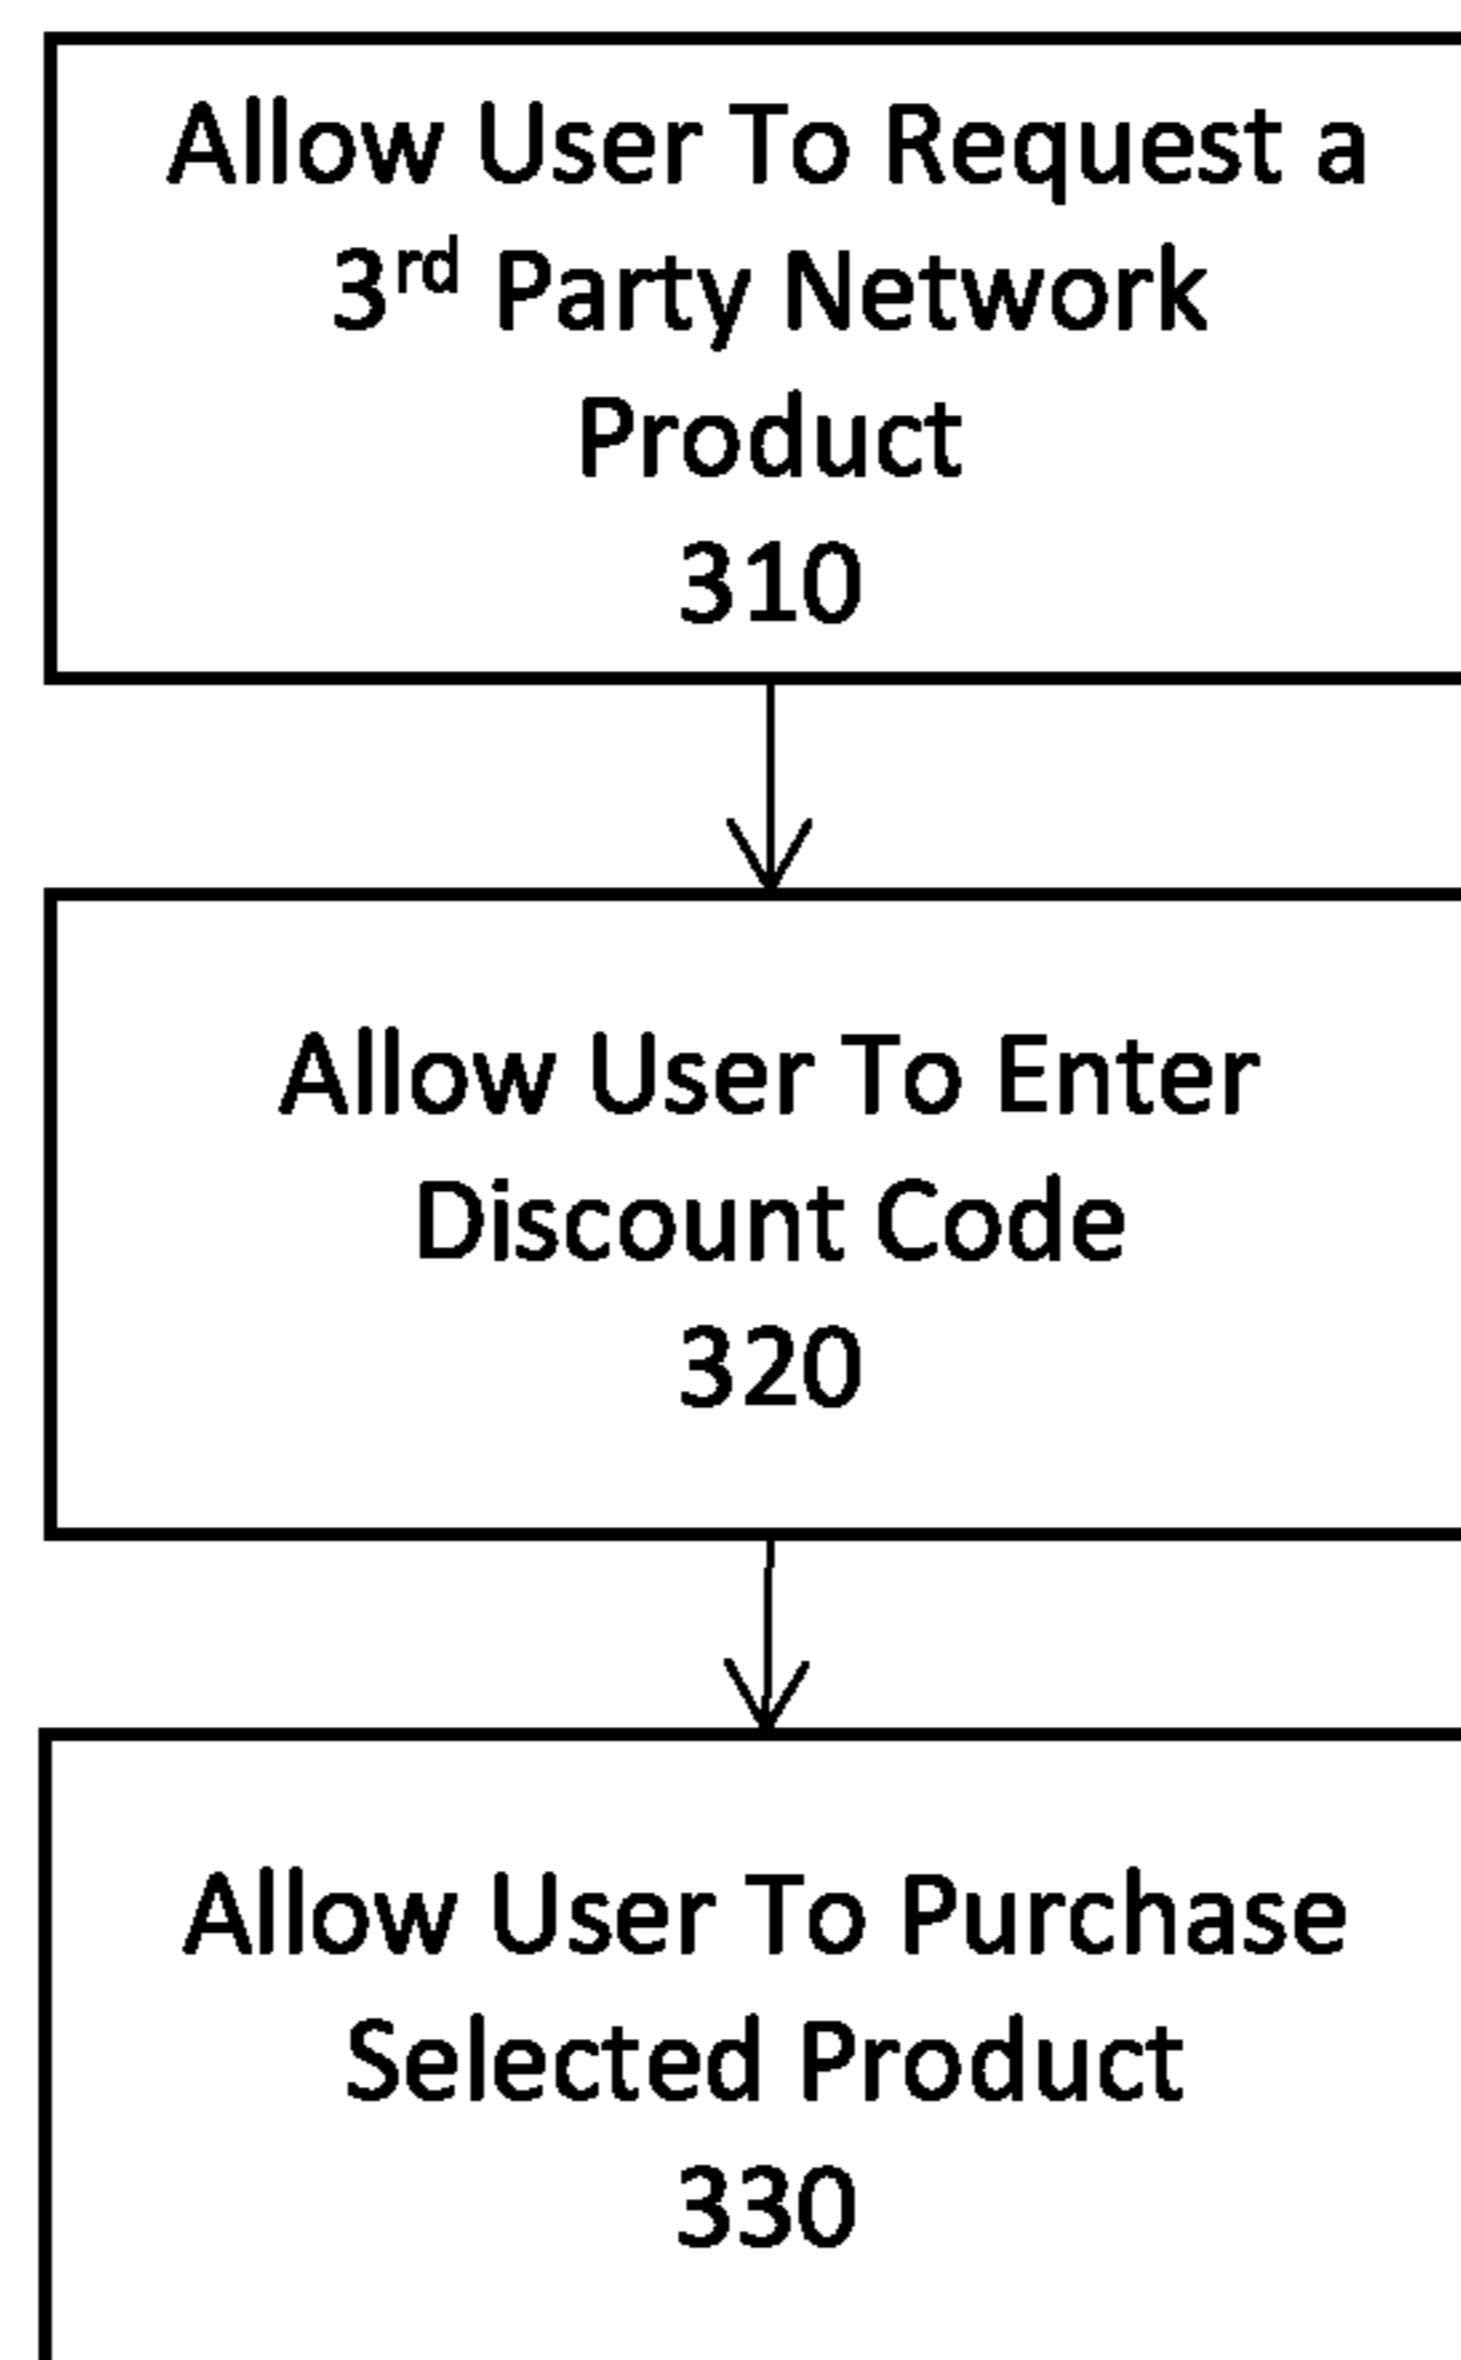 Allow User To Request a
3rd Party Network
Product
310
Allow User To Enter
Discount Code
320
Allow User To Purchase
Selected Product
330